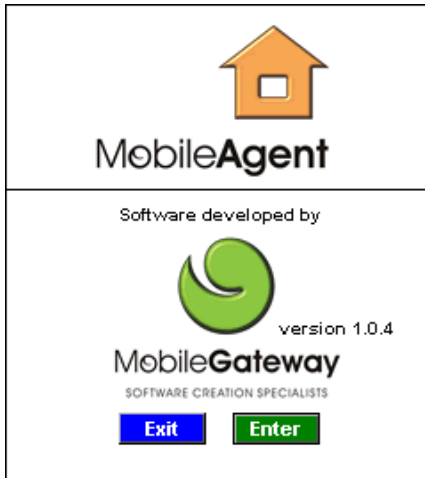 MobileAgent
Software developed by
version 1.0.4
MobileGateway
SOFTWARE CREATION SPECIALISTS
Exit Enter